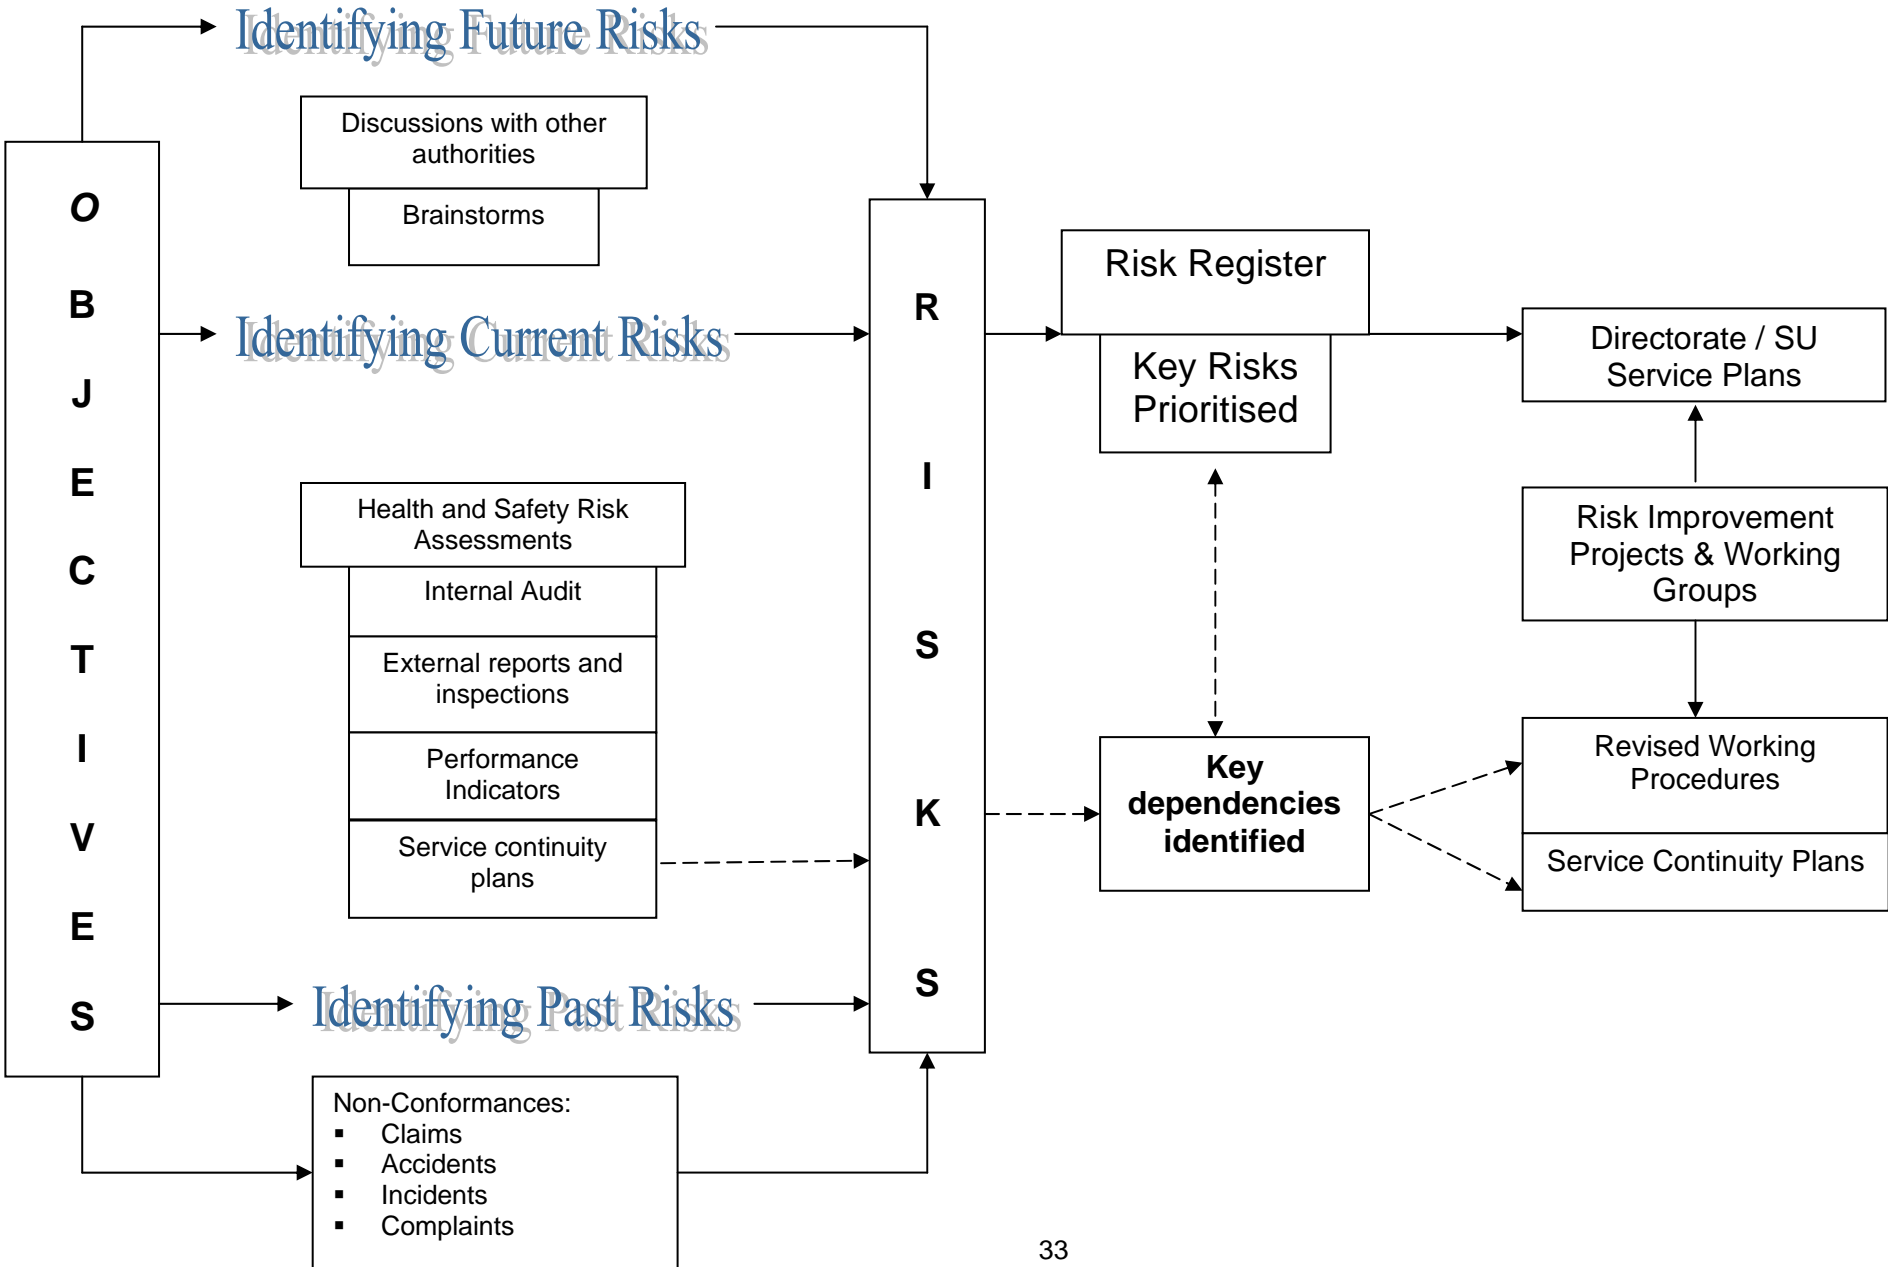 Identifying Future Risks
Discussions with other
authorities
Brainstorms
OBJECTIVES
Identifying Current Risks
Health and Safety Risk
Assessments
Internal Audit
External reports and
inspections
Performance
Indicators
Service continuity
plans
Identifying Past Risks
Non-Conformances:
▪ Claims
▪ Accidents
▪ Incidents
▪ Complaints
RISKS
Risk Register
Key Risks
Prioritised
Key
dependencies
identified
Directorate / SU
Service Plans
Risk Improvement
Projects & Working
Groups
Revised Working
Procedures
Service Continuity Plans
33